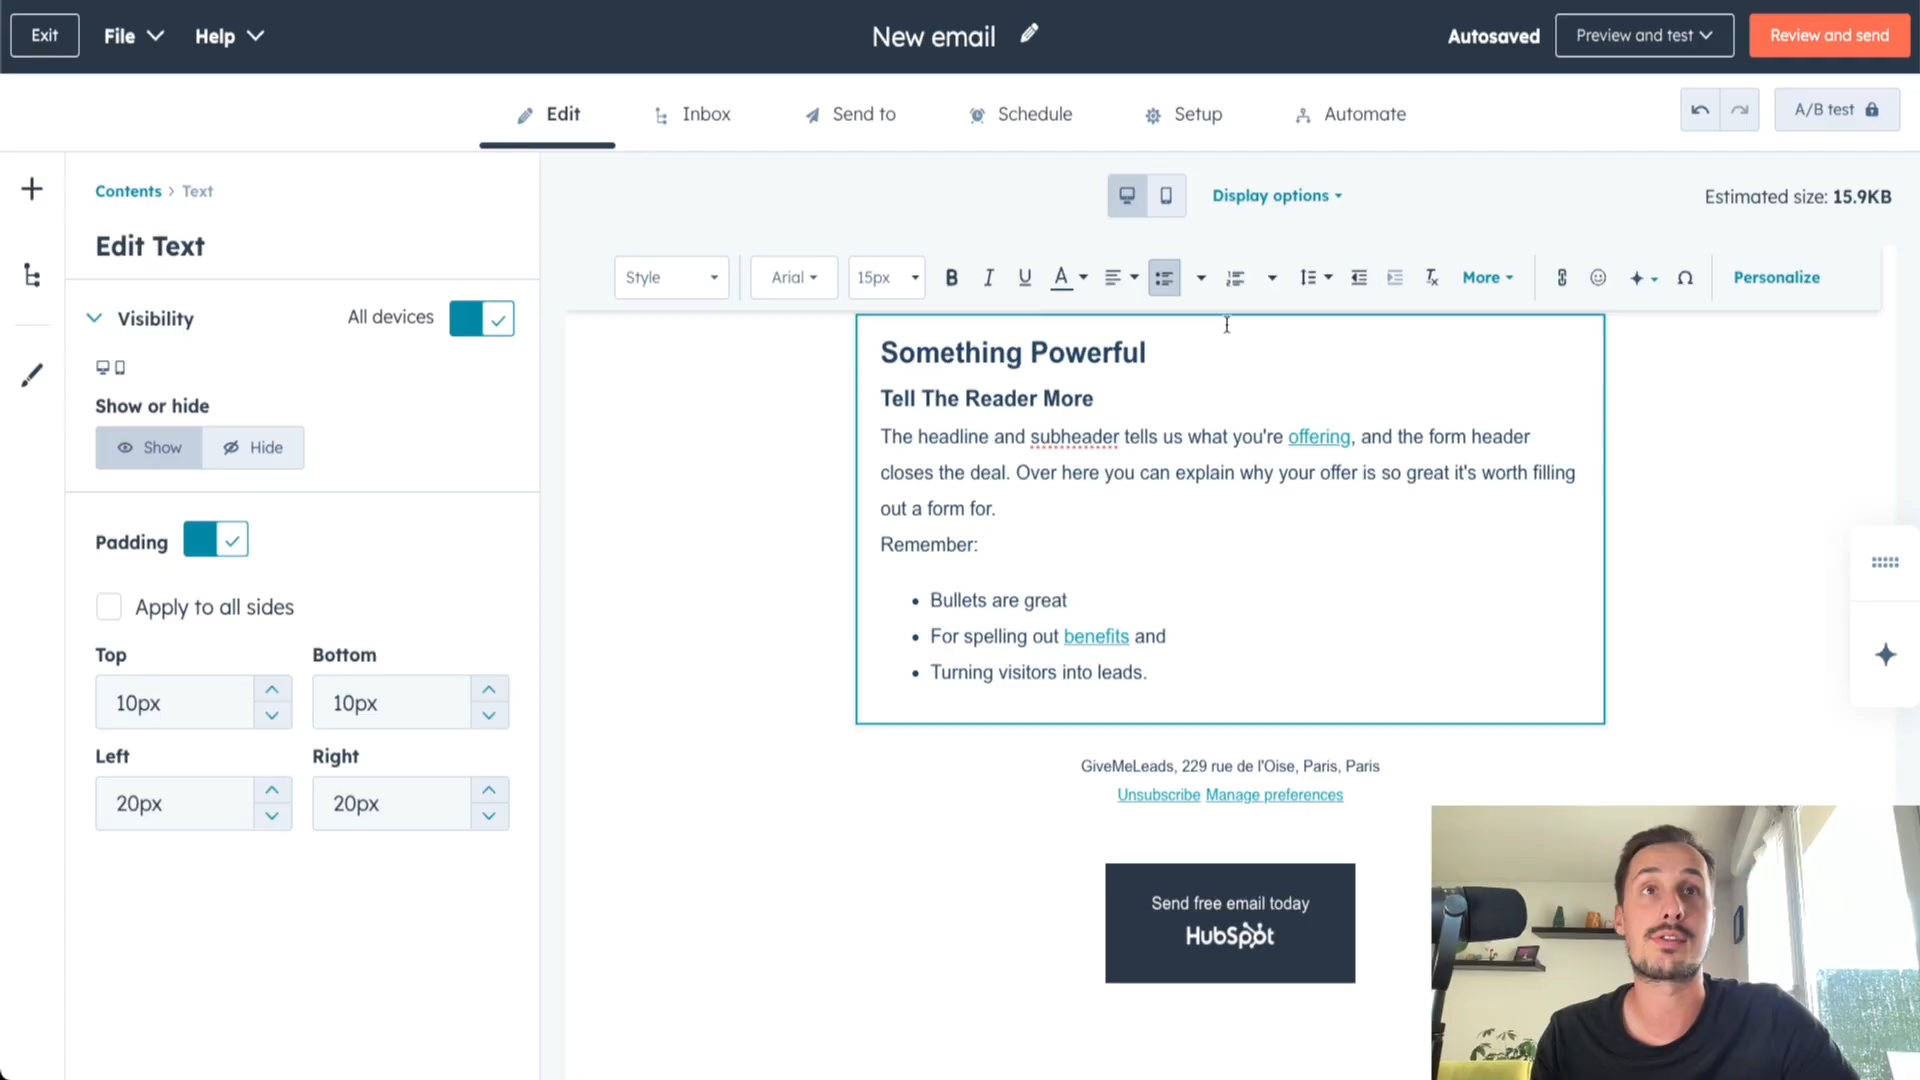 Exit
File
Help
New email
Autosaved
Preview and test
Review and send
Edit
Inbox
Send to
Schedule
Setup
Automate
A/B test
Contents > Text
Edit Text
Visibility
All devices
Show or hide
Show
Hide
Padding
Apply to all sides
Top
Bottom
10px
10px
Left
Right
20px
20px
Display options
Estimated size: 15.9KB
Style
Arial
15px
B
I
U
A
More
Ω
Personalize
Something Powerful
Tell The Reader More
The headline and subheader tells us what you're offering, and the form header
closes the deal. Over here you can explain why your offer is so great it's worth filling
out a form for.
Remember:
• Bullets are great
• For spelling out benefits and
• Turning visitors into leads.
GiveMeLeads, 229 rue de l'Oise, Paris, Paris
Unsubscribe Manage preferences
Send free email today
HubSpot